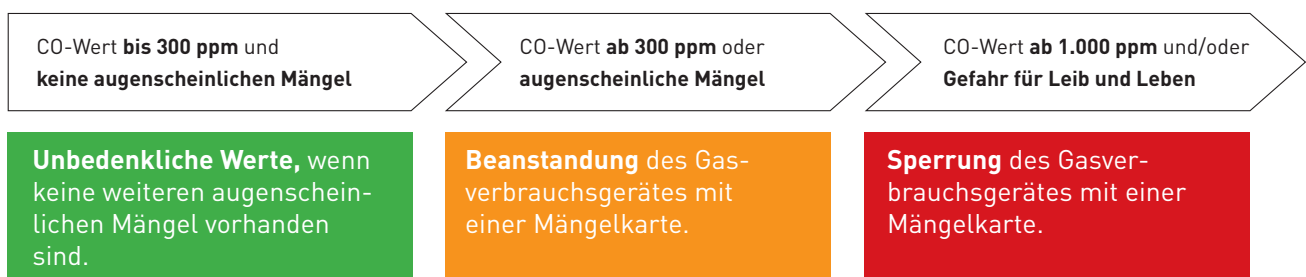 CO-Wert bis 300 ppm und
keine augenscheinlichen Mängel
CO-Wert ab 300 ppm oder
augenscheinliche Mängel
CO-Wert ab 1.000 ppm und/oder
Gefahr für Leib und Leben
Unbedenkliche Werte, wenn
keine weiteren augenschein-
lichen Mängel vorhanden
sind.
Beanstandung des Gas-
verbrauchsgerätes mit
einer Mängelkarte.
Sperrung des Gasver-
brauchsgerätes mit einer
Mängelkarte.